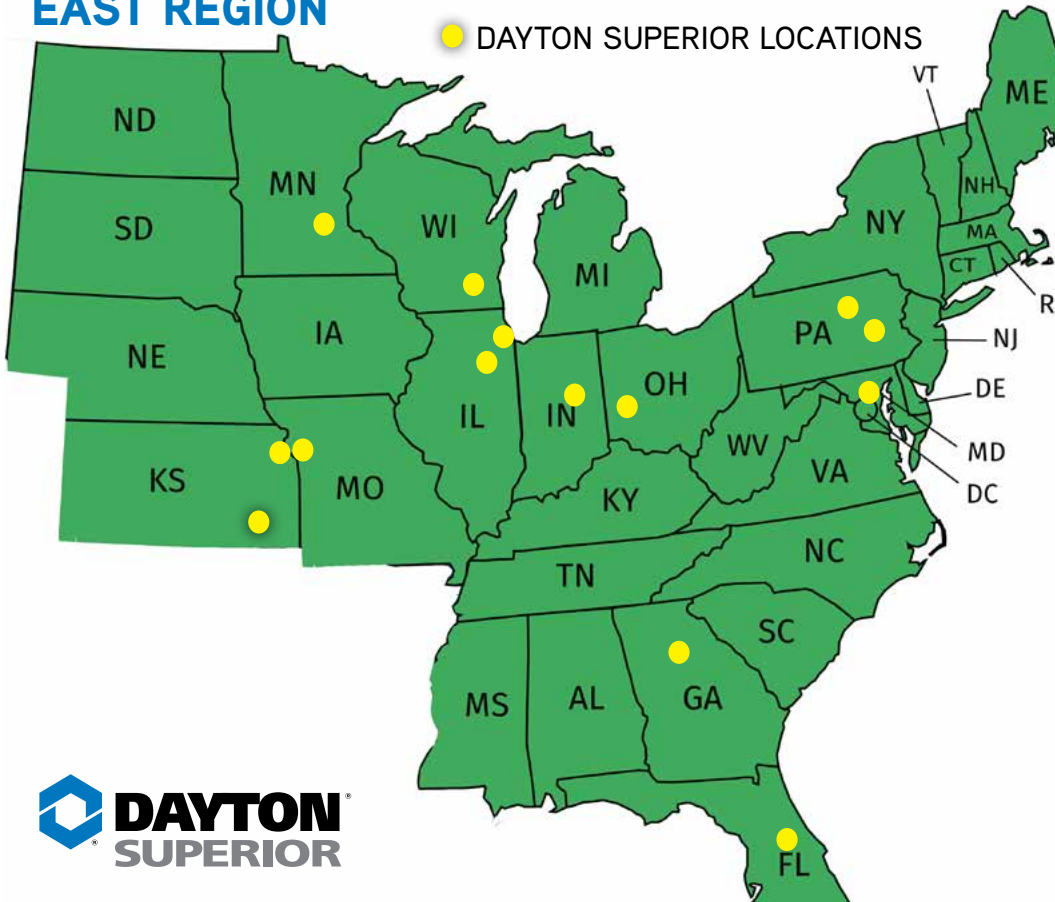 EAST REGION
DAYTON SUPERIOR LOCATIONS
VT
ME
ND
MN
NH
SD
WI
NY
MA
MI
CT
R
IA
PA
NJ
NE
OH
DE
IL
IN
WV
MD
KS
MO
VA
DC
KY
NC
TN
SC
MS
AL
GA
DAYTON®
SUPERIOR
®
FL